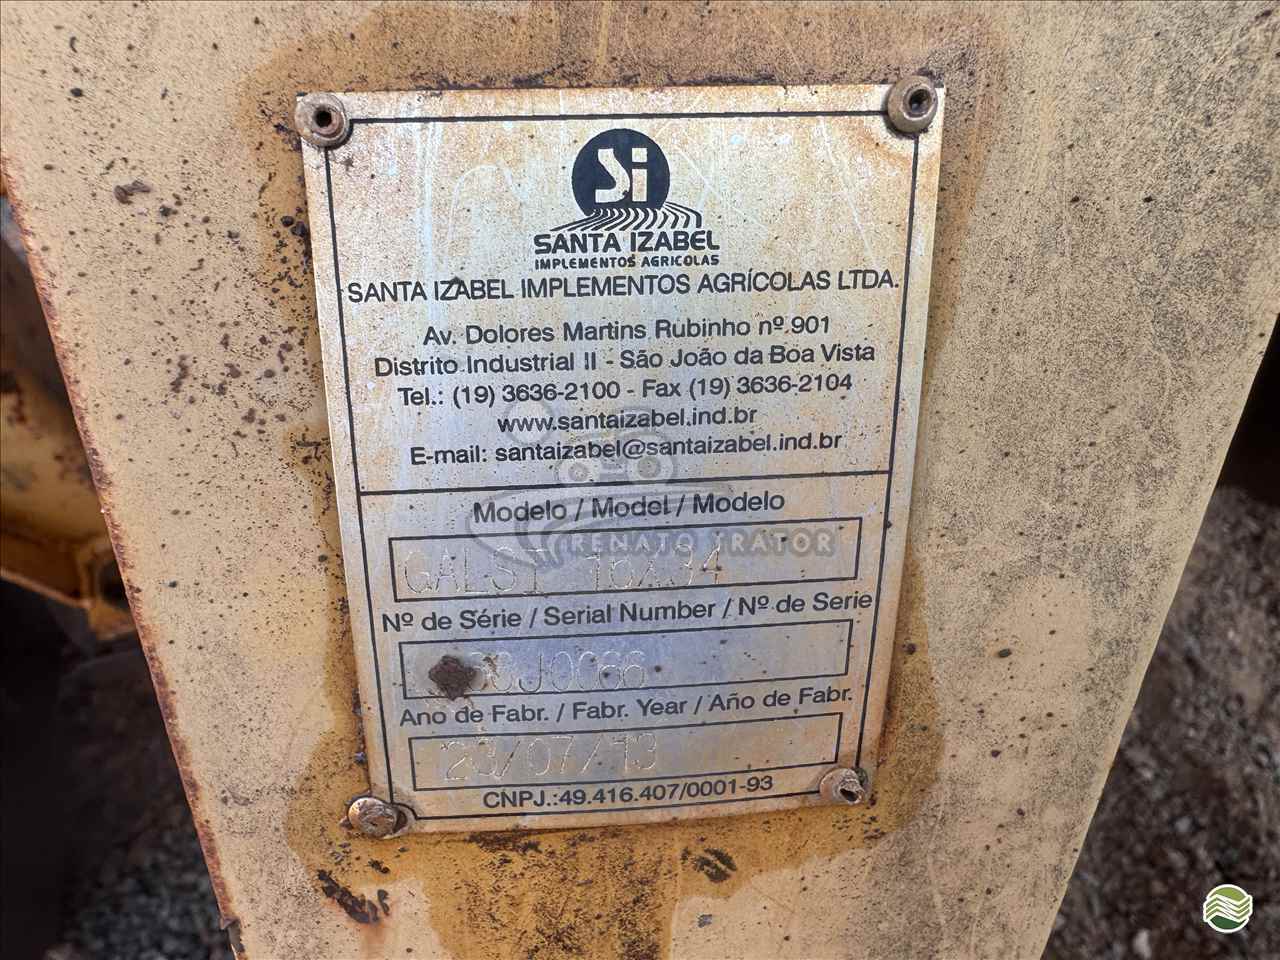 Si
SANTA IZABEL
IMPLEMENTOS AGRICOLAS
SANTA IZABEL IMPLEMENTOS AGRÍCOLAS LTDA.
Av. Dolores Martins Rubinho nº 901
Distrito Industrial II - São João da Boa Vista
Tel.: (19) 3636-2100 - Fax (19) 3636-2104
www.santaizabel.ind.br
E-mail: santaizabel@santaizabel.ind.br
Modelo / Model / Modelo
RENATO TRATOR
GALSI 16X34
Nº de Série / Serial Number / Nº de Serie
Ano de Fabr. / Fabr. Year / Año de Fabr.
23/07/13
CNPJ.:49.416.407/0001-93